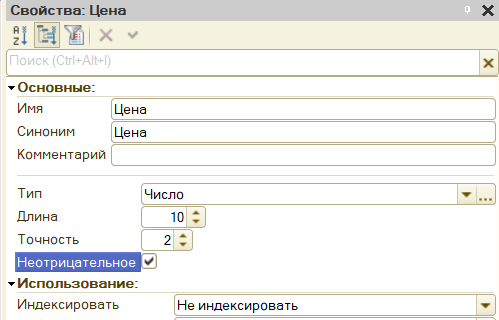 Свойства: Цена
Поиск (Ctrl+Alt+I)
Основные:
Имя Цена
Синоним Цена
Комментарий
Тип Число
Длина 10
Точность 2
Неотрицательное
Использование:
Индексировать Не индексировать